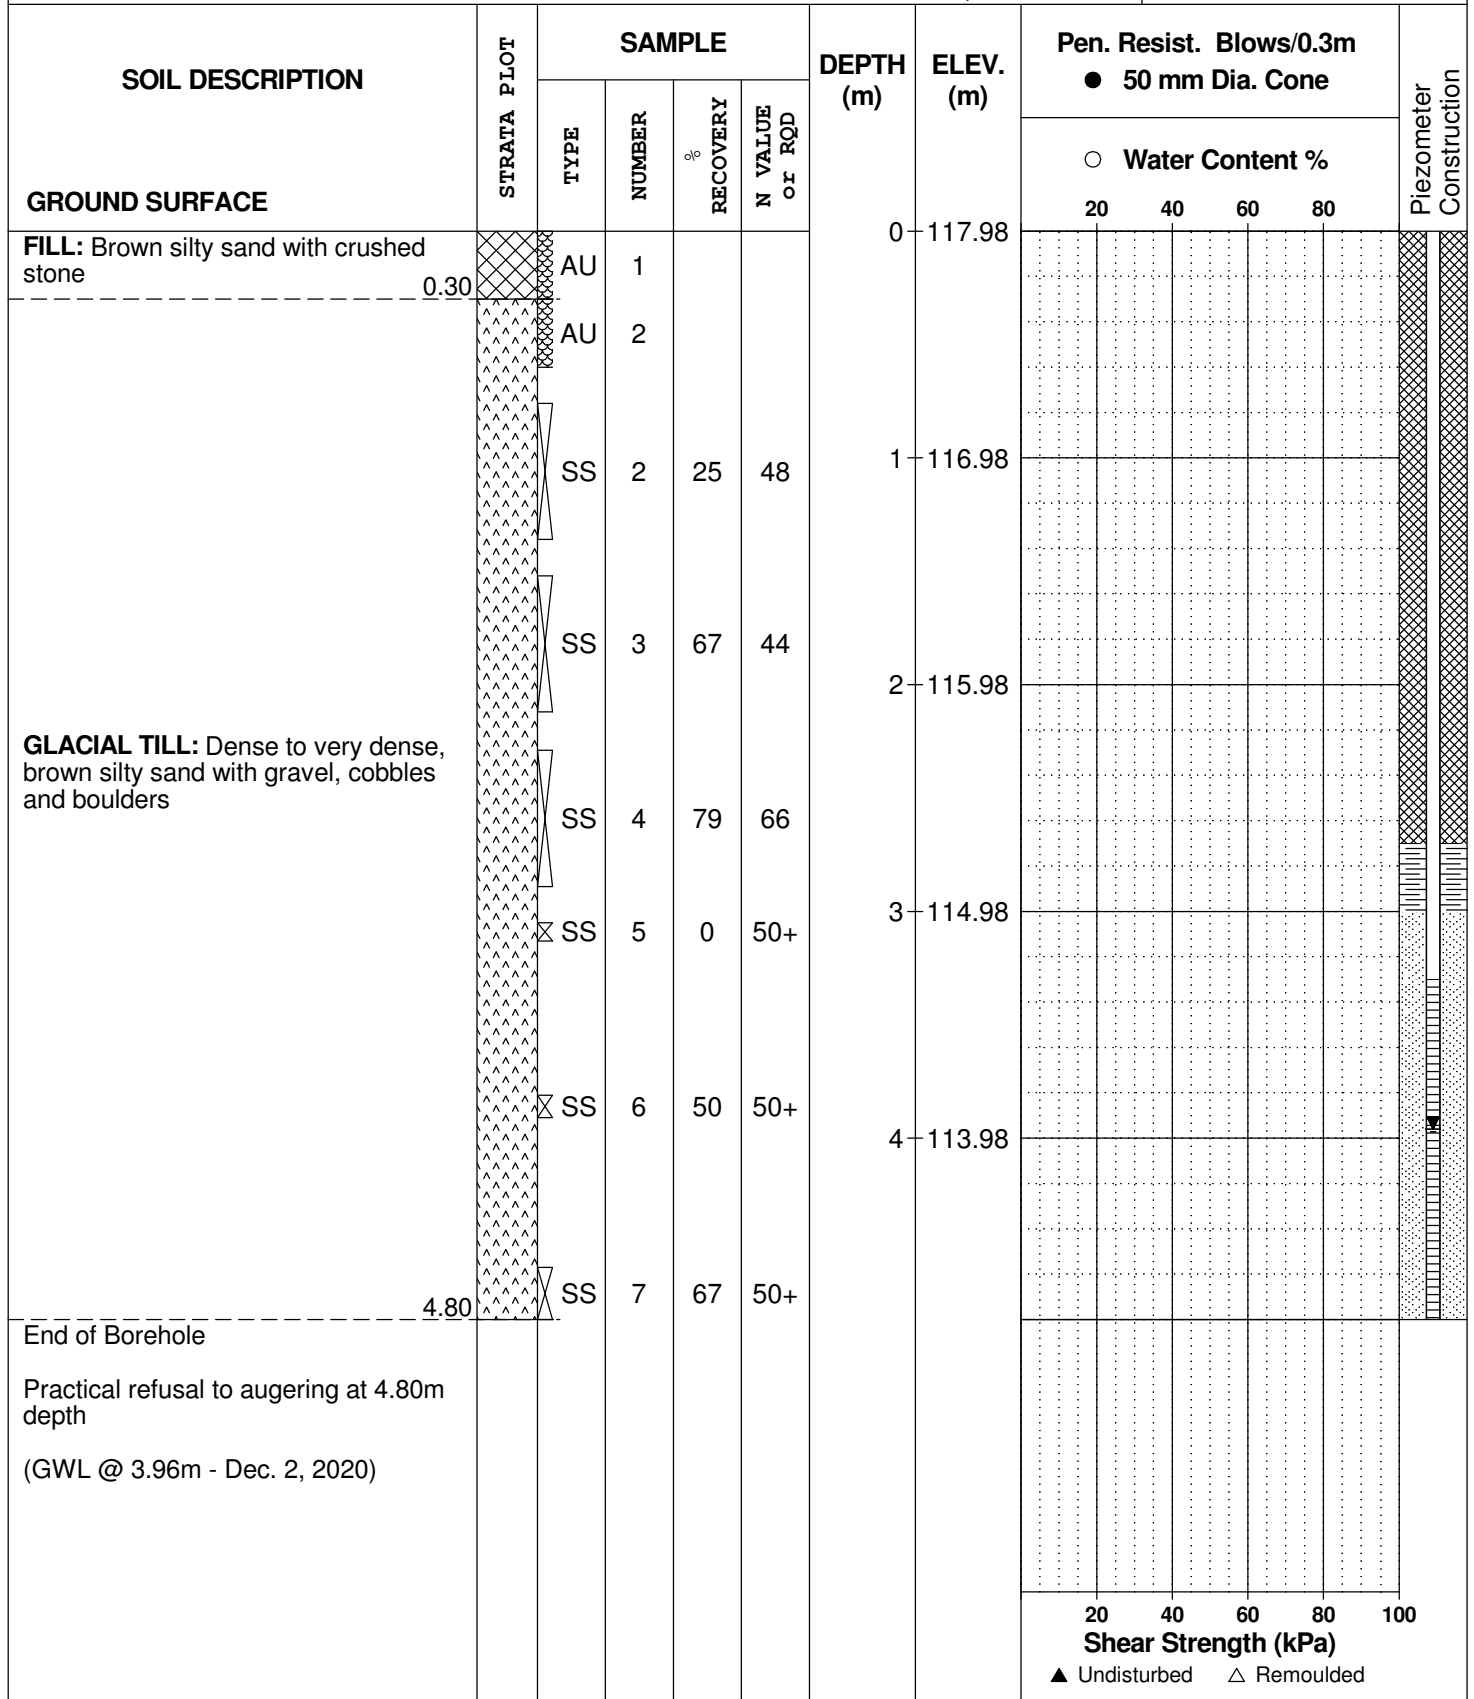 SOIL DESCRIPTION
GROUND SURFACE
STRATA PLOT
SAMPLE
TYPE
NUMBER
%
RECOVERY
N VALUE
or RQD
DEPTH
(m)
ELEV.
(m)
Pen. Resist. Blows/0.3m
● 50 mm Dia. Cone
○ Water Content %
20 40 60 80
Piezometer
Construction
0 117.98
FILL: Brown silty sand with crushed
stone
0.30
AU 1
AU 2
SS 2 25 48
1 116.98
SS 3 67 44
2 115.98
GLACIAL TILL: Dense to very dense,
brown silty sand with gravel, cobbles
and boulders
SS 4 79 66
3 114.98
SS 5 0 50+
SS 6 50 50+
4 113.98
SS 7 67 50+
4.80
End of Borehole
Practical refusal to augering at 4.80m
depth
(GWL @ 3.96m - Dec. 2, 2020)
20 40 60 80 100
Shear Strength (kPa)
▲ Undisturbed △ Remoulded